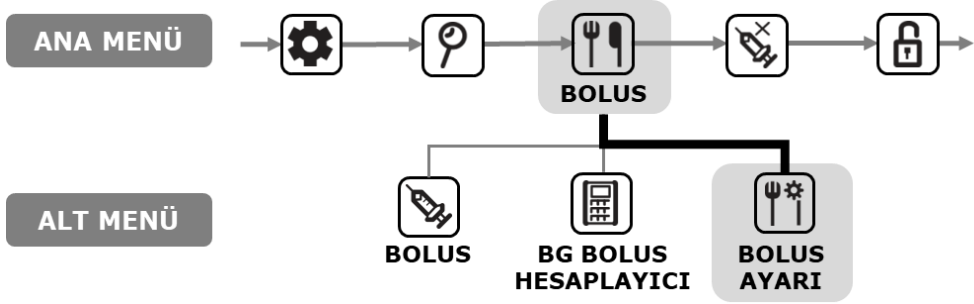 ANA MENÜ
BOLUS
ALT MENÜ
BOLUS
BG BOLUS
HESAPLAYICI
BOLUS
AYARI